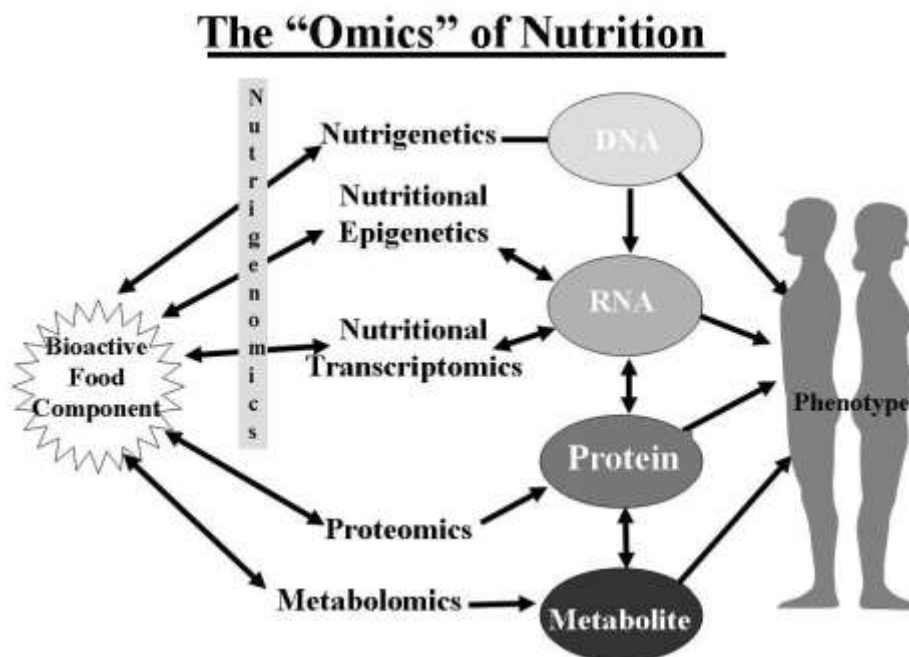 The “Omics” of Nutrition
Nutrigenomics
Nutrigenetics
DNA
Nutritional
Epigenetics
RNA
Nutritional
Transcriptomics
Bioactive
Food
Component
Phenotype
Protein
Proteomics
Metabolomics
Metabolite